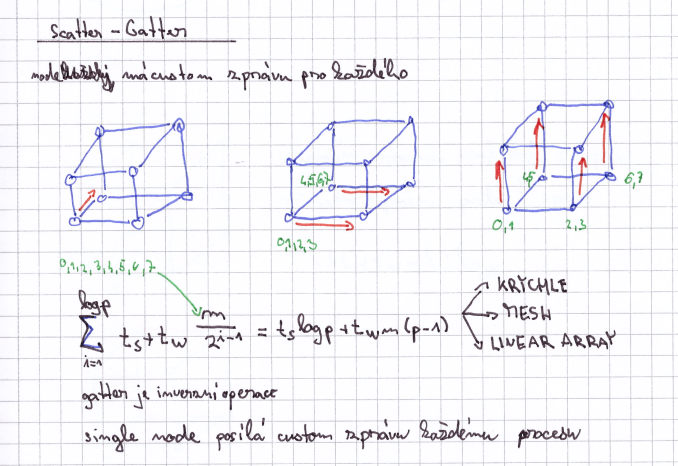 Scatter - Gatter
node má custom zprávu pro každého
4,5,6,7
0,1,2,3
4,5
6,7
0,1
2,3
0,1,2,3,4,5,6,7
∑_{i=1}^{log p} t_s + t_w m/2^{i-1} = t_s log p + t_w m (p-1)
KRYCHLE
MESH
LINEAR ARRAY
gatter je inverzní operace
single node posílá custom zprávu každému procesu